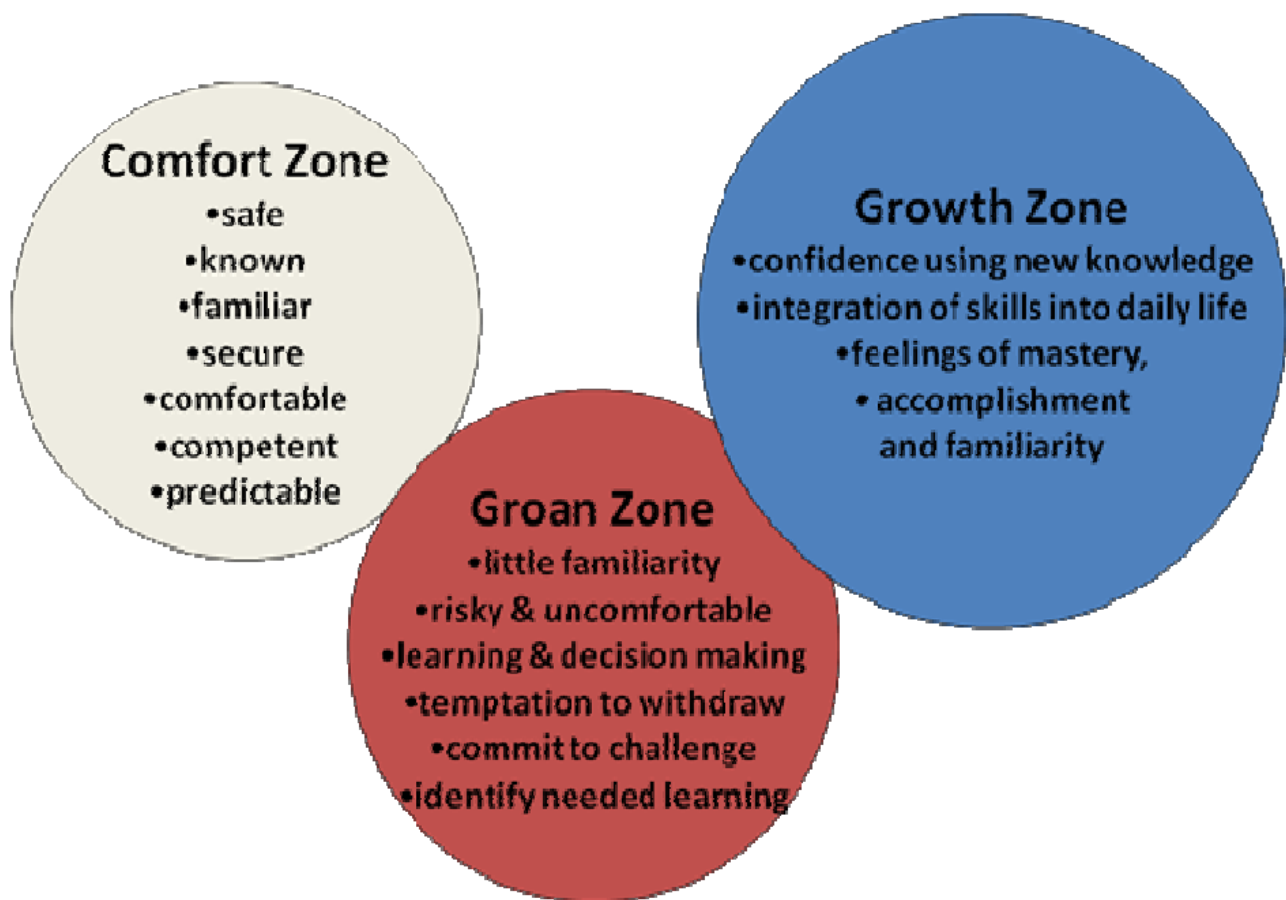 Comfort Zone
•safe
•known
•familiar
•secure
•comfortable
•competent
•predictable
Groan Zone
•little familiarity
•risky & uncomfortable
•learning & decision making
•temptation to withdraw
•commit to challenge
•identify needed learning
Growth Zone
•confidence using new knowledge
•integration of skills into daily life
•feelings of mastery,
• accomplishment
and familiarity